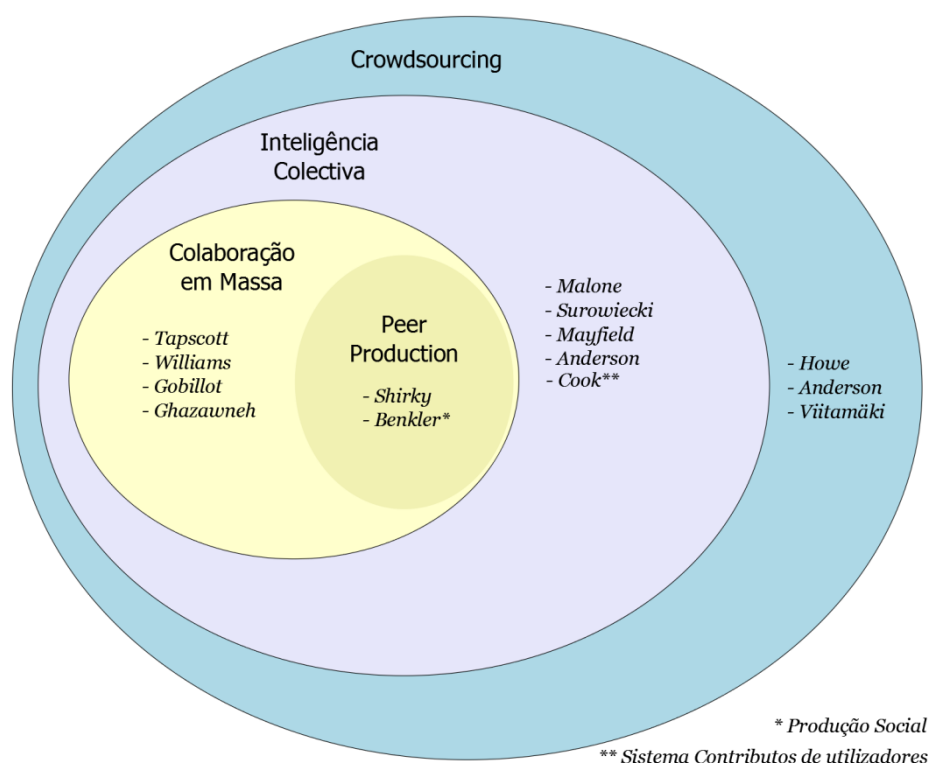 Crowdsourcing
Inteligência
Colectiva
Colaboração
em Massa
- Tapscott
- Williams
- Gobillot
- Ghazawneh
Peer
Production
- Shirky
- Benkler*
- Malone
- Surowiecki
- Mayfield
- Anderson
- Cook**
- Howe
- Anderson
- Viitamäki
* Produção Social
** Sistema Contributos de utilizadores